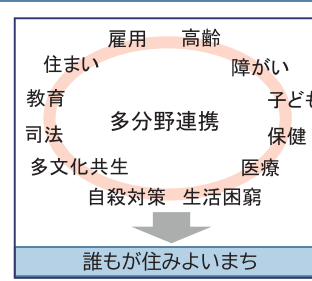 雇用 高齢
住まい 障がい
教育 子ども
多分野連携
司法 保健
多文化共生 医療
自殺対策 生活困窮
誰もが住みよいまち